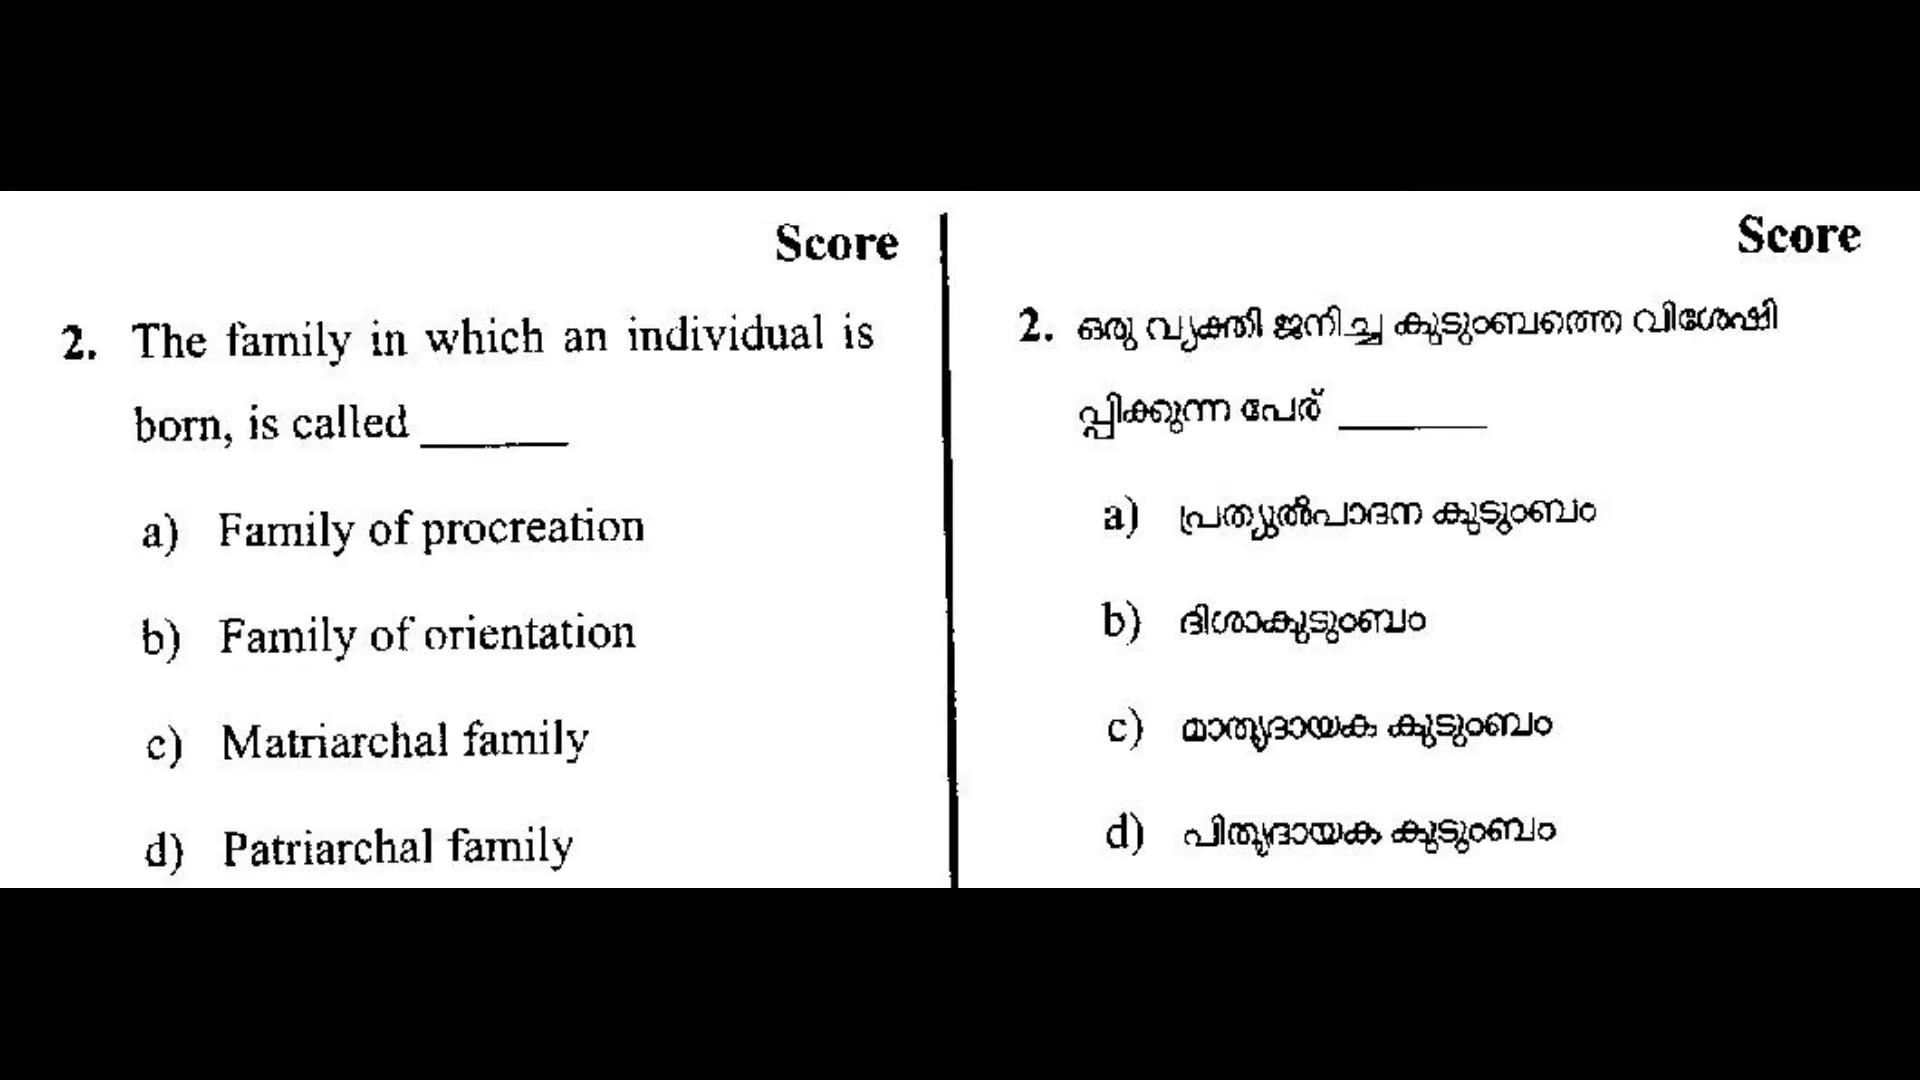 Score
2. The family in which an individual is
born, is called ______
a) Family of procreation
b) Family of orientation
c) Matriarchal family
d) Patriarchal family
Score
2. ഒരു വ്യക്തി ജനിച്ച കുടുംബത്തെ വിശേഷി
പ്പിക്കുന്ന പേര് ______
a) പ്രത്യുൽപാദന കുടുംബം
b) ദിശാകുടുംബം
c) മാതൃദായക കുടുംബം
d) പിതൃദായക കുടുംബം